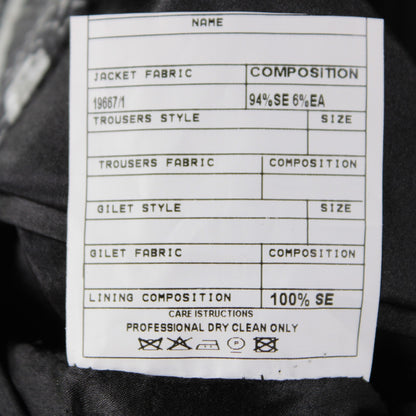 NAME
JACKET FABRIC COMPOSITION
19667/1 94%SE 6%EA
TROUSERS STYLE SIZE
TROUSERS FABRIC COMPOSITION
GILET STYLE SIZE
GILET FABRIC COMPOSITION
LINING COMPOSITION 100% SE
CARE ISTRUCTIONS
PROFESSIONAL DRY CLEAN ONLY
P